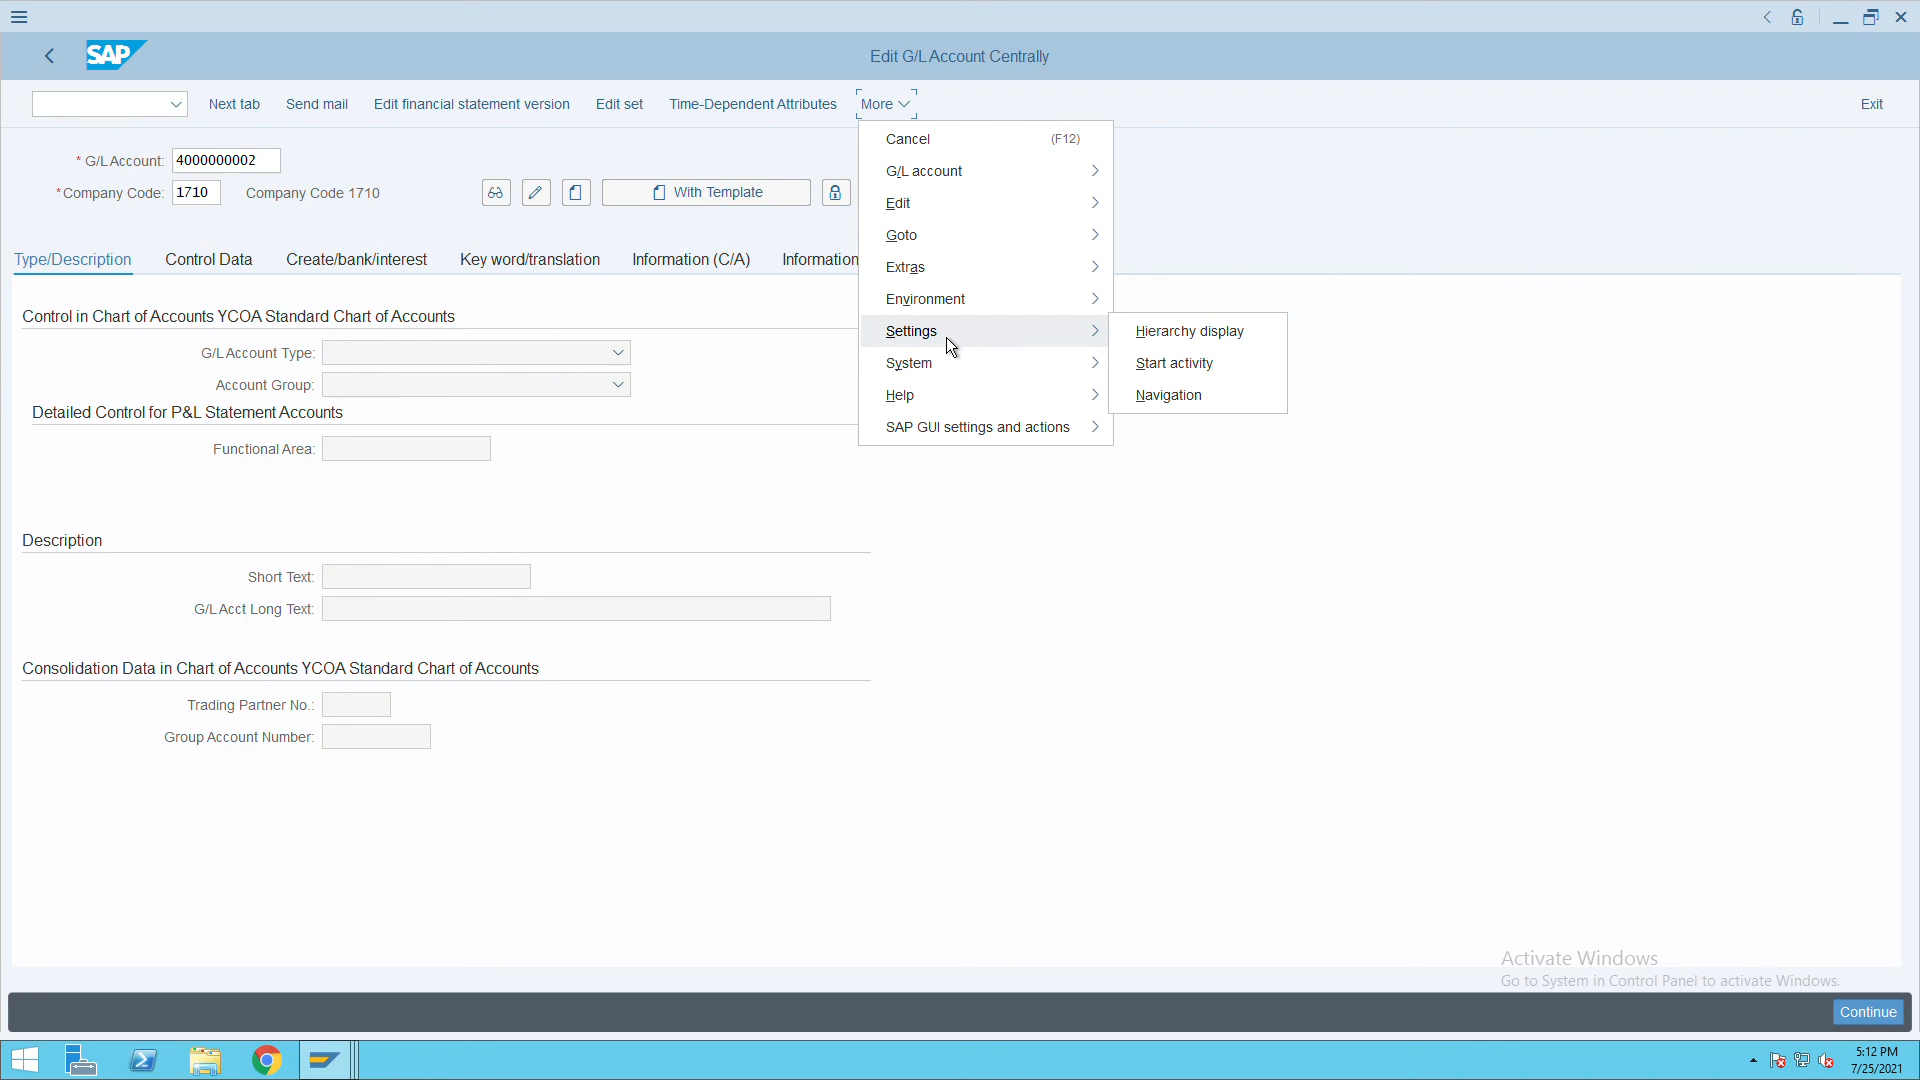 SAP
Edit G/L Account Centrally
Next tab Send mail Edit financial statement version Edit set Time-Dependent Attributes More Exit
Cancel (F12)
* G/L Account: 4000000002
G/L account
* Company Code: 1710 Company Code 1710 With Template
Edit
Goto
Type/Description Control Data Create/bank/interest Key word/translation Information (C/A) Information
Extras
Environment
Control in Chart of Accounts YCOA Standard Chart of Accounts
Settings Hierarchy display
G/L Account Type:
System Start activity
Account Group:
Help Navigation
Detailed Control for P&L Statement Accounts
SAP GUI settings and actions
Functional Area:
Description
Short Text:
G/L Acct Long Text:
Consolidation Data in Chart of Accounts YCOA Standard Chart of Accounts
Trading Partner No.:
Group Account Number:
Activate Windows
Go to System in Control Panel to activate Windows.
Continue
5:12 PM
7/25/2021